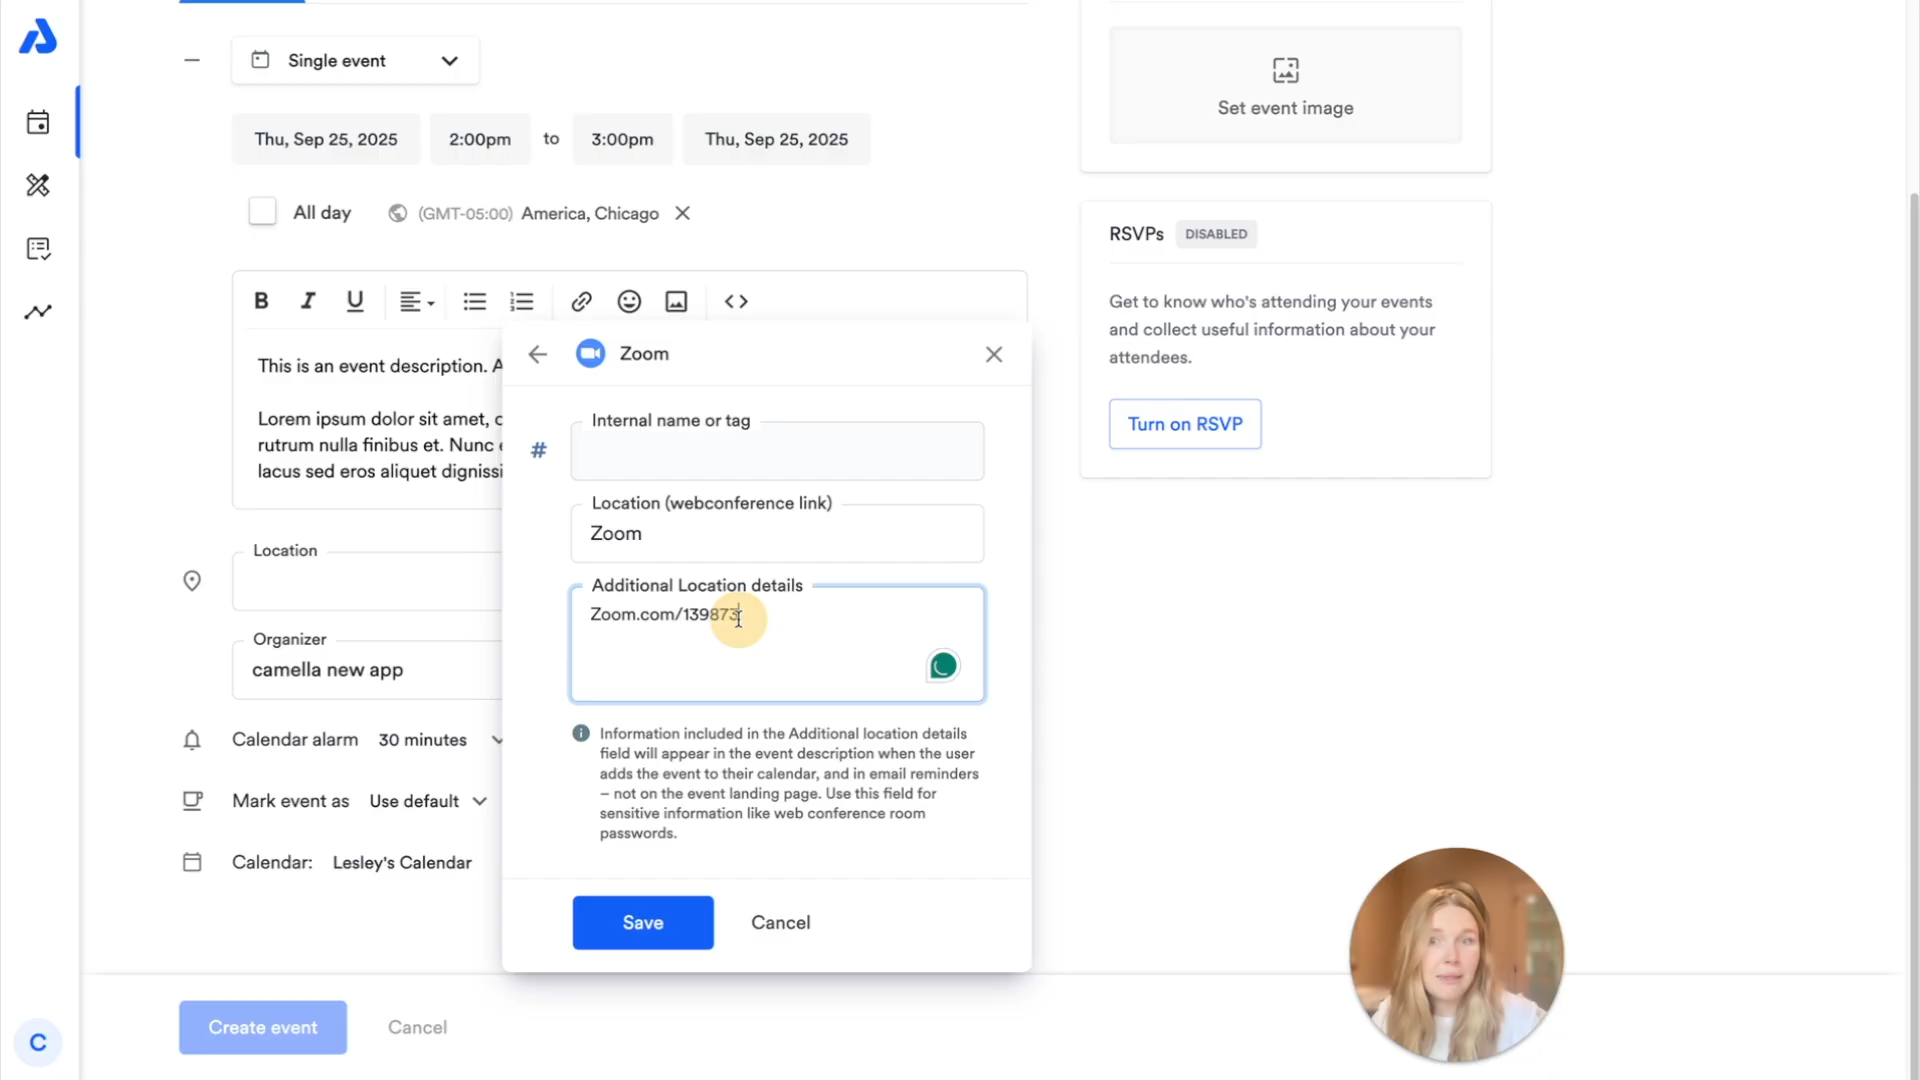 Single event
Thu, Sep 25, 2025 2:00pm to 3:00pm Thu, Sep 25, 2025
All day (GMT-05:00) America, Chicago
B I U
This is an event description. A
Lorem ipsum dolor sit amet, c
rutrum nulla finibus et. Nunc e
lacus sed eros aliquet dignissi
Location
Organizer
camella new app
Calendar alarm 30 minutes
Mark event as Use default
Calendar: Lesley's Calendar
Create event Cancel
C
Zoom
Internal name or tag
#
Location (webconference link)
Zoom
Additional Location details
Zoom.com/139873
Information included in the Additional location details
field will appear in the event description when the user
adds the event to their calendar, and in email reminders
– not on the event landing page. Use this field for
sensitive information like web conference room
passwords.
Save Cancel
Set event image
RSVPs DISABLED
Get to know who's attending your events
and collect useful information about your
attendees.
Turn on RSVP